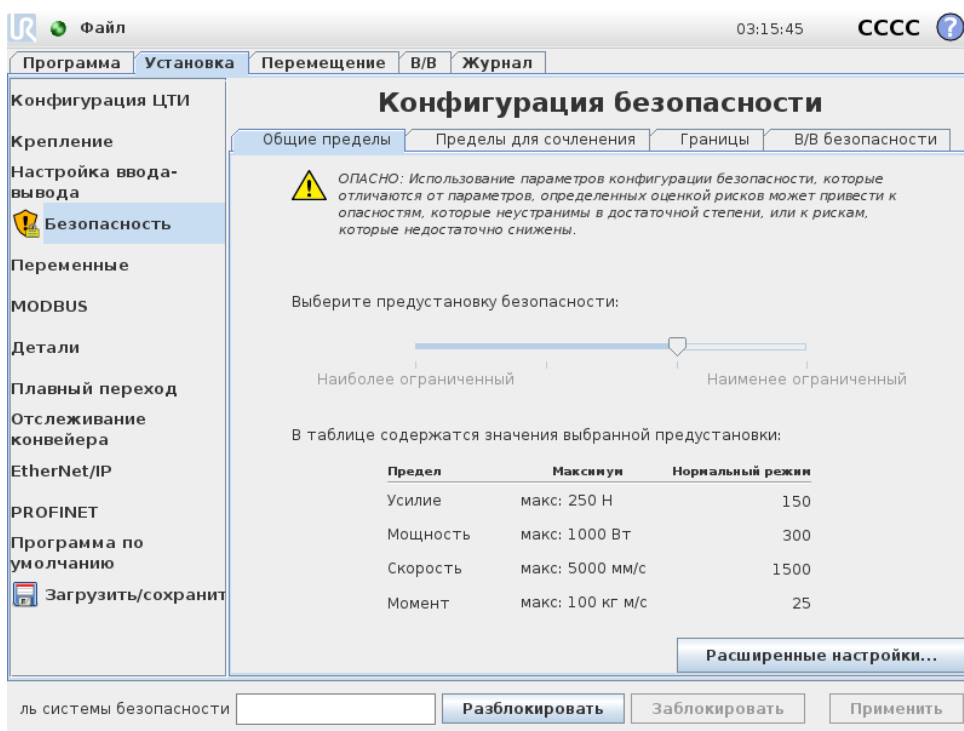 UR
Файл
03:15:45
CCCC
?
Программа
Установка
Перемещение
В/В
Журнал
Конфигурация ЦТИ
Крепление
Настройка ввода-
вывода
Безопасность
Переменные
MODBUS
Детали
Плавный переход
Отслеживание
конвейера
EtherNet/IP
PROFINET
Программа по
умолчанию
Загрузить/сохранит
Конфигурация безопасности
Общие пределы
Пределы для сочленения
Границы
В/В безопасности
ОПАСНО: Использование параметров конфигурации безопасности, которые
отличаются от параметров, определенных оценкой рисков может привести к
опасностям, которые неустранимы в достаточной степени, или к рискам,
которые недостаточно снижены.
Выберите предустановку безопасности:
Наиболее ограниченный
Наименее ограниченный
В таблице содержатся значения выбранной предустановки:
Предел Максимум Нормальный режим
Усилие макс: 250 Н 150
Мощность макс: 1000 Вт 300
Скорость макс: 5000 мм/с 1500
Момент макс: 100 кг м/с 25
Расширенные настройки...
ль системы безопасности
Разблокировать
Заблокировать
Применить